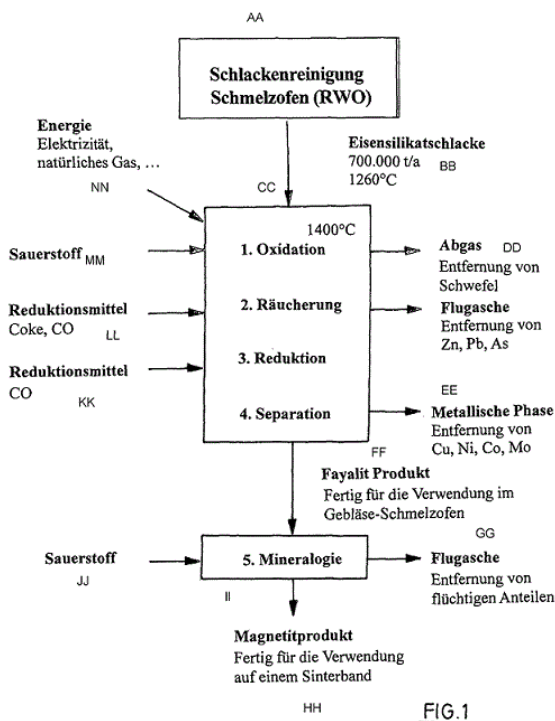 AA
Schlackenreinigung
Schmelzofen (RWO)
Energie
Elektrizität,
natürliches Gas, ...
NN
Eisensilikatschlacke
700.000 t/a
1260°C
BB
CC
1400°C
Sauerstoff MM
1. Oxidation
Abgas DD
Entfernung von
Schwefel
Reduktionsmittel
Coke, CO
LL
2. Räucherung
Flugasche
Entfernung von
Zn, Pb, As
Reduktionsmittel
CO
KK
3. Reduktion
EE
4. Separation
Metallische Phase
Entfernung von
Cu, Ni, Co, Mo
FF
Fayalit Produkt
Fertig für die Verwendung im
Gebläse-Schmelzofen
GG
Sauerstoff
JJ
5. Mineralogie
Flugasche
Entfernung von
flüchtigen Anteilen
II
Magnetitprodukt
Fertig für die Verwendung
auf einem Sinterband
HH
FIG.1